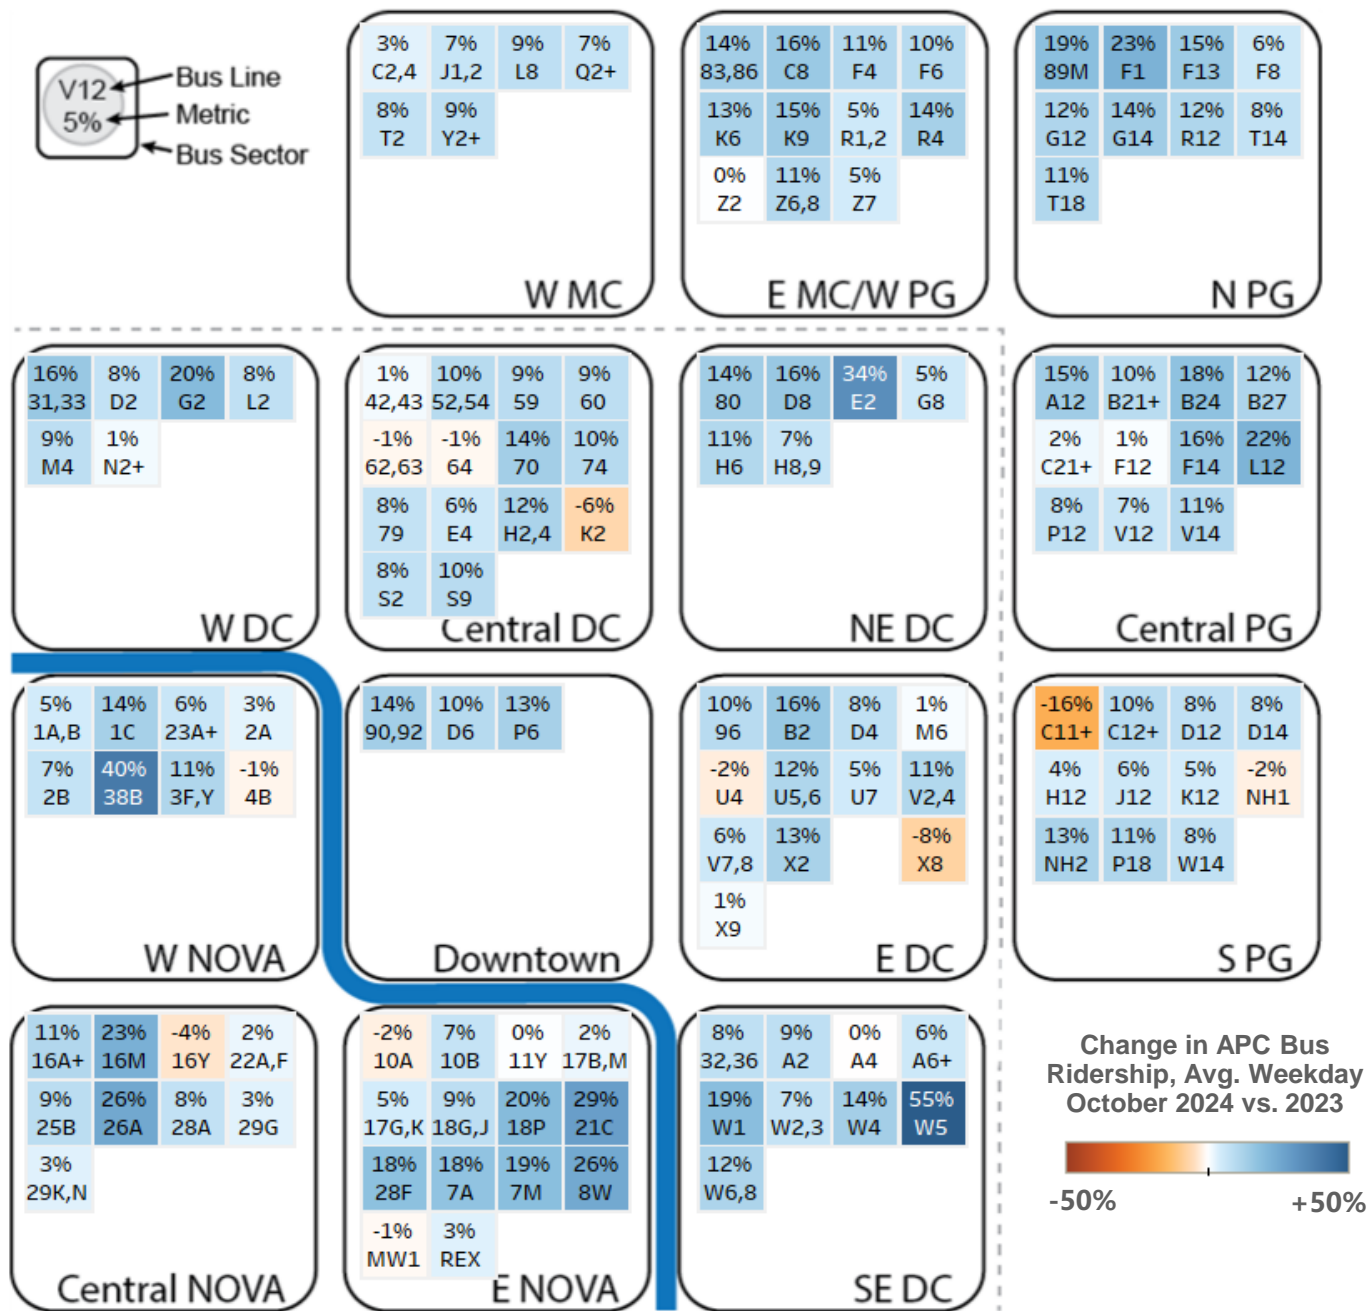 V12
5%
Bus Line
Metric
Bus Sector
3% 7% 9% 7%
C2,4 J1,2 L8 Q2+
8% 9%
T2 Y2+
W MC
14% 16% 11% 10%
83,86 C8 F4 F6
13% 15% 5% 14%
K6 K9 R1,2 R4
0% 11% 5%
Z2 Z6,8 Z7
E MC/W PG
19% 23% 15% 6%
89M F1 F13 F8
12% 14% 12% 8%
G12 G14 R12 T14
11%
T18
N PG
16% 8% 20% 8%
31,33 D2 G2 L2
9% 1%
M4 N2+
W DC
1% 10% 9% 9%
42,43 52,54 59 60
-1% -1% 14% 10%
62,63 64 70 74
8% 6% 12% -6%
79 E4 H2,4 K2
8% 10%
S2 S9
Central DC
14% 16% 34% 5%
80 D8 E2 G8
11% 7%
H6 H8,9
NE DC
15% 10% 18% 12%
A12 B21+ B24 B27
2% 1% 16% 22%
C21+ F12 F14 L12
8% 7% 11%
P12 V12 V14
Central PG
5% 14% 6% 3%
1A,B 1C 23A+ 2A
7% 40% 11% -1%
2B 38B 3F,Y 4B
W NOVA
14% 10% 13%
90,92 D6 P6
Downtown
10% 16% 8% 1%
96 B2 D4 M6
-2% 12% 5% 11%
U4 U5,6 U7 V2,4
6% 13% -8%
V7,8 X2 X8
1%
X9
E DC
-16% 10% 8% 8%
C11+ C12+ D12 D14
4% 6% 5% -2%
H12 J12 K12 NH1
13% 11% 8%
NH2 P18 W14
S PG
11% 23% -4% 2%
16A+ 16M 16Y 22A,F
9% 26% 8% 3%
25B 26A 28A 29G
3%
29K,N
Central NOVA
-2% 7% 0% 2%
10A 10B 11Y 17B,M
5% 9% 20% 29%
17G,K 18G,J 18P 21C
18% 18% 19% 26%
28F 7A 7M 8W
-1% 3%
MW1 REX
E NOVA
8% 9% 0% 6%
32,36 A2 A4 A6+
19% 7% 14% 55%
W1 W2,3 W4 W5
12%
W6,8
SE DC
Change in APC Bus
Ridership, Avg. Weekday
October 2024 vs. 2023
-50% +50%